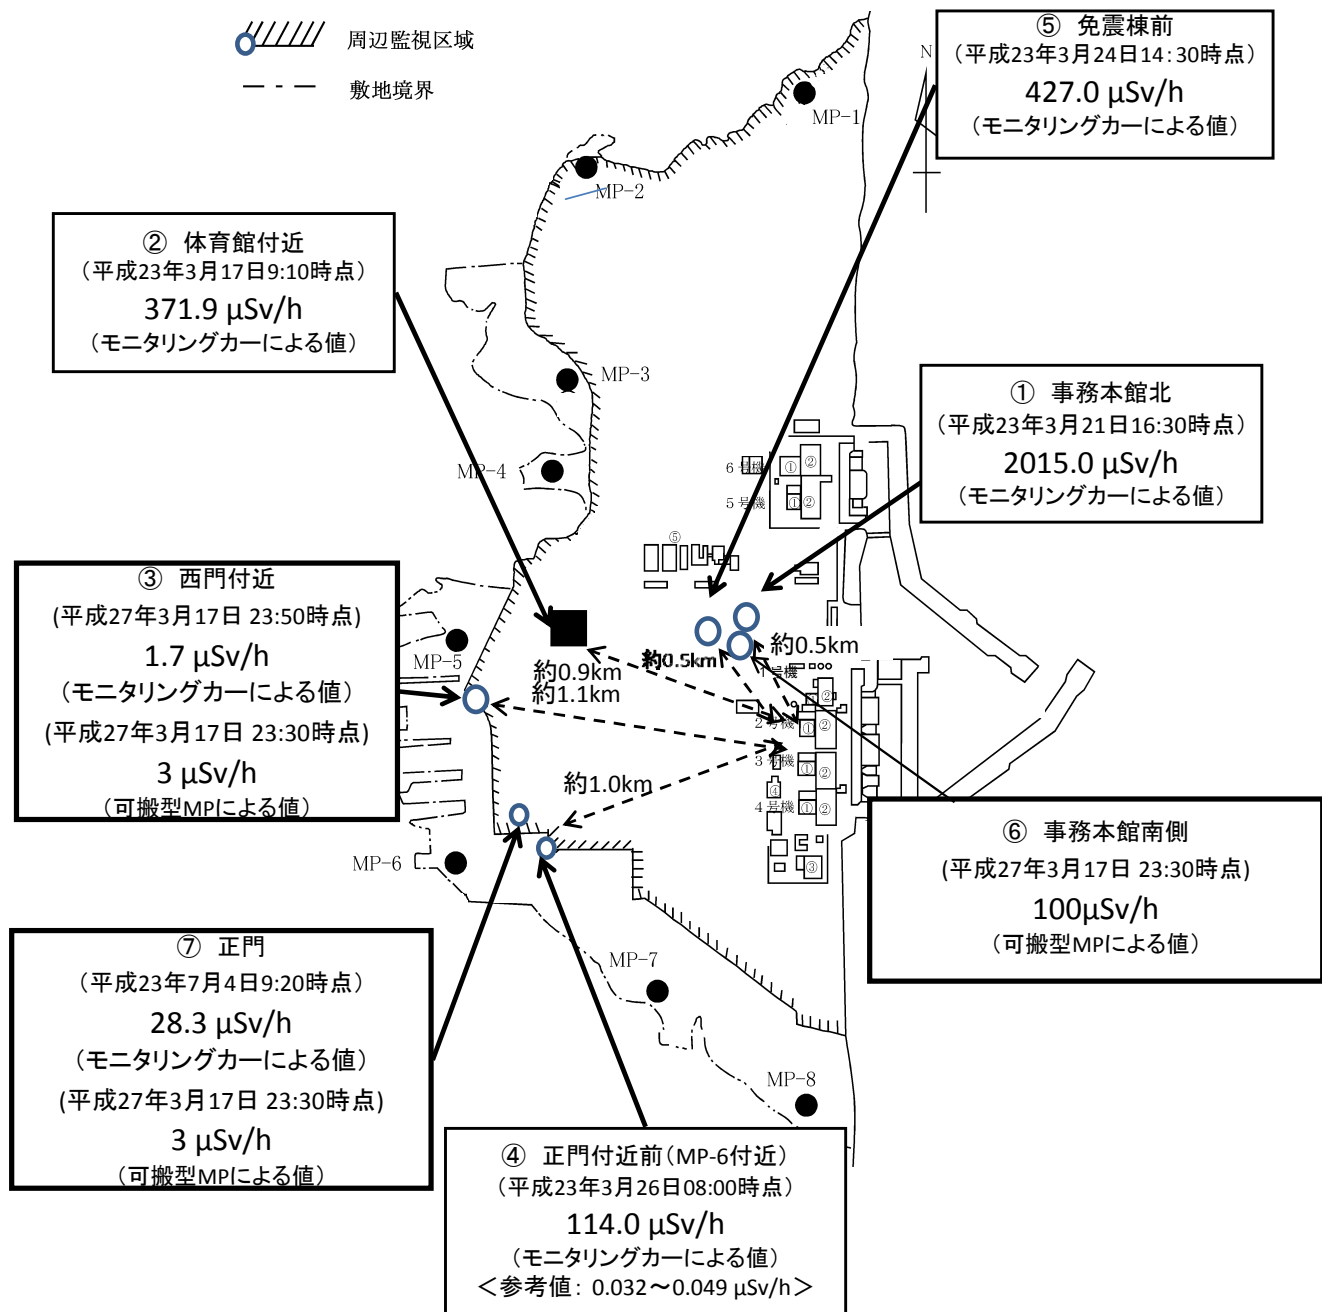 周辺監視区域
敷地境界
⑤ 免震棟前
（平成23年3月24日14:30時点）
427.0 μSv/h
（モニタリングカーによる値）
N
MP-1
MP-2
② 体育館付近
（平成23年3月17日9:10時点）
371.9 μSv/h
（モニタリングカーによる値）
MP-3
① 事務本館北
（平成23年3月21日16:30時点）
2015.0 μSv/h
（モニタリングカーによる値）
MP-4
6号機
①
②
5号機
①
②
⑤
③ 西門付近
(平成27年3月17日 23:50時点)
1.7 μSv/h
（モニタリングカーによる値）
(平成27年3月17日 23:30時点)
3 μSv/h
（可搬型MPによる値）
MP-5
約0.9km
約1.1km
約0.5km
約0.5km
1号機
②
2号機
①
②
3号機
①
②
④
4号機
①
②
③
約1.0km
MP-6
⑥ 事務本館南側
(平成27年3月17日 23:30時点)
100μSv/h
（可搬型MPによる値）
⑦ 正門
（平成23年7月4日9:20時点）
28.3 μSv/h
（モニタリングカーによる値）
(平成27年3月17日 23:30時点)
3 μSv/h
（可搬型MPによる値）
MP-7
MP-8
④ 正門付近前（MP-6付近）
（平成23年3月26日08:00時点）
114.0 μSv/h
（モニタリングカーによる値）
＜参考値： 0.032～0.049 μSv/h＞